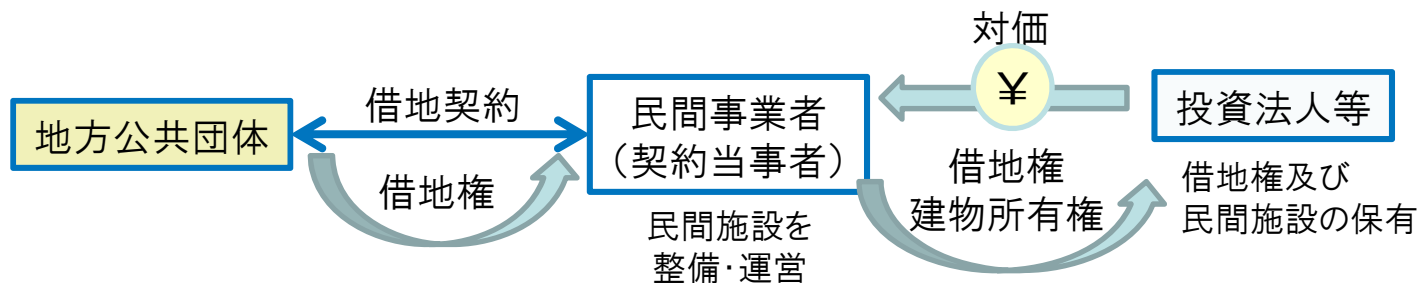 地方公共団体
借地契約
借地権
民間事業者
（契約当事者）
民間施設を
整備・運営
対価
¥
借地権
建物所有権
投資法人等
借地権及び
民間施設の保有